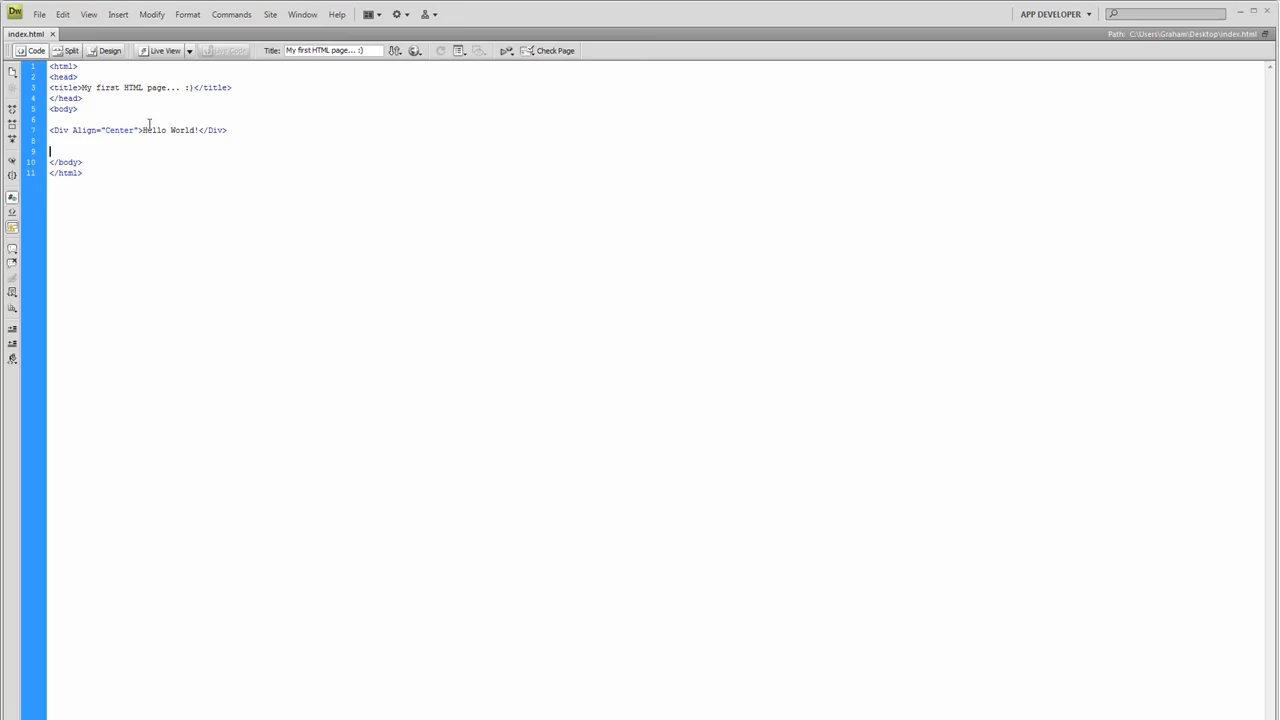 Dw File Edit View Insert Modify Format Commands Site Window Help APP DEVELOPER
index.html Path: C:\Users\Graham\Desktop\index.html
Code Split Design Live View Live Code Title: My first HTML page... :) Check Page
1 <html>
2 <head>
3 <title>My first HTML page... :)</title>
4 </head>
5 <body>
6
7 <Div Align="Center">Hello World!</Div>
8
9
10 </body>
11 </html>